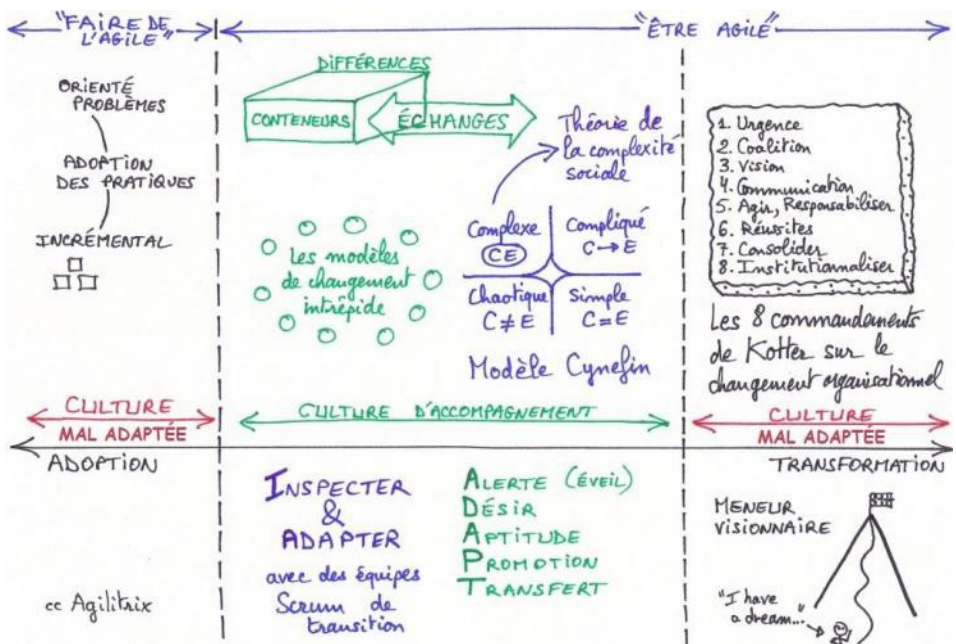 "FAIRE DE
L'AGILE"
"ÊTRE AGILE"
ORIENTÉ
PROBLÈMES
ADOPTION
DES PRATIQUES
INCRÉMENTAL
DIFFÉRENCES
CONTENEURS
ÉCHANGES
Théorie de
la complexité
sociale
Les modèles
de changement
intrépide
Complexe
CE
Compliqué
C → E
Chaotique
C ≠ E
Simple
C = E
Modèle Cynefin
1. Urgence
2. Coalition
3. Vision
4. Communication
5. Agir, Responsabiliser
6. Réussites
7. Consolider
8. Institutionnaliser
Les 8 commandements
de Kotter sur le
changement organisationnel
CULTURE
MAL ADAPTÉE
CULTURE D'ACCOMPAGNEMENT
CULTURE
MAL ADAPTÉE
ADOPTION
TRANSFORMATION
INSPECTER
&
ADAPTER
avec des équipes
Scrum de
transition
ALERTE (ÉVEIL)
DÉSIR
APTITUDE
PROMOTION
TRANSFERT
MENEUR
VISIONNAIRE
"I have
a dream..."
cc Agilitrix